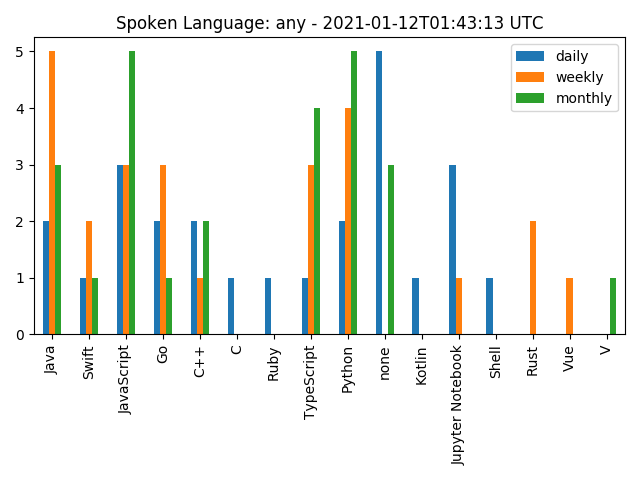 Spoken Language: any - 2021-01-12T01:43:13 UTC
daily
weekly
monthly
5
4
3
2
1
0
Java
Swift
JavaScript
Go
C++
C
Ruby
TypeScript
Python
none
Kotlin
Jupyter Notebook
Shell
Rust
Vue
V